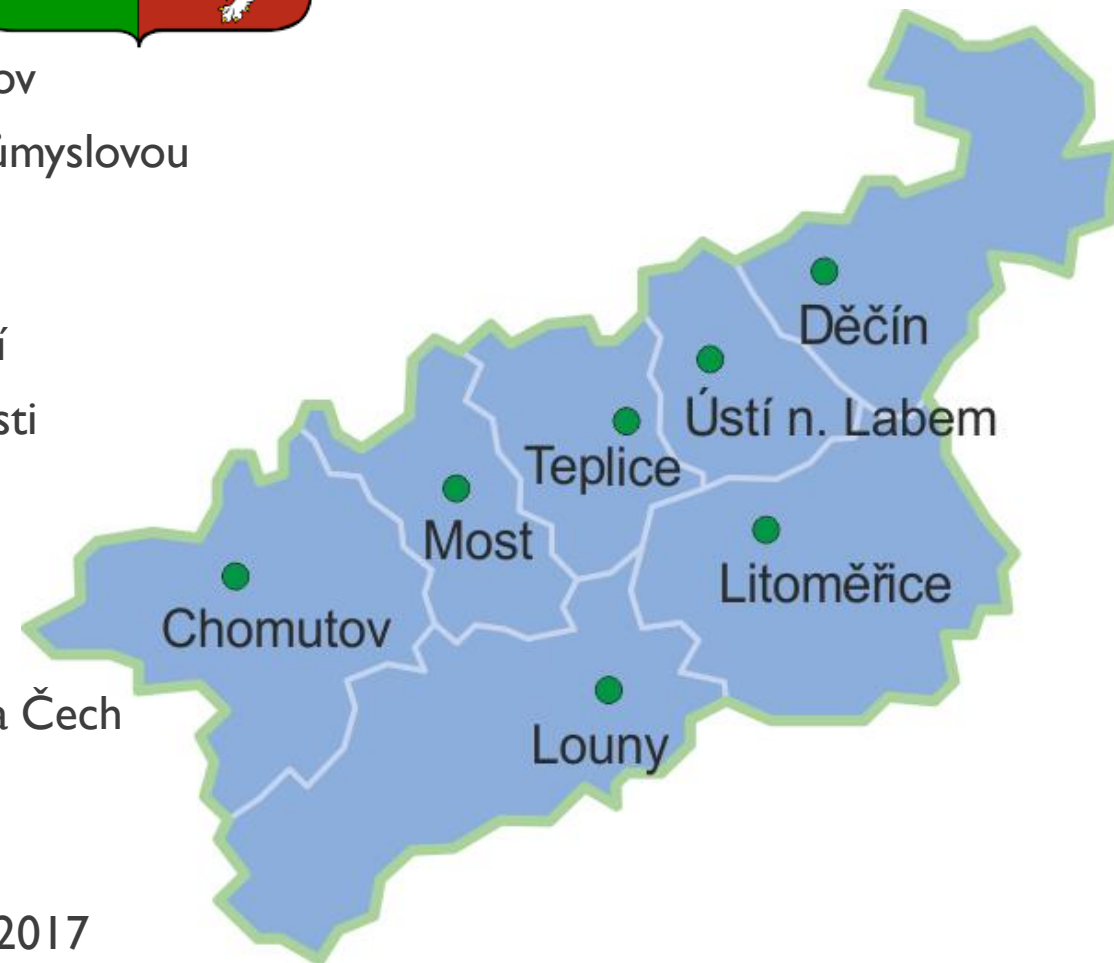 ov
ůmyslovou
í
sti
a Čech
2017
Děčín
Ústí n. Labem
Teplice
Most
Litoměřice
Chomutov
Louny